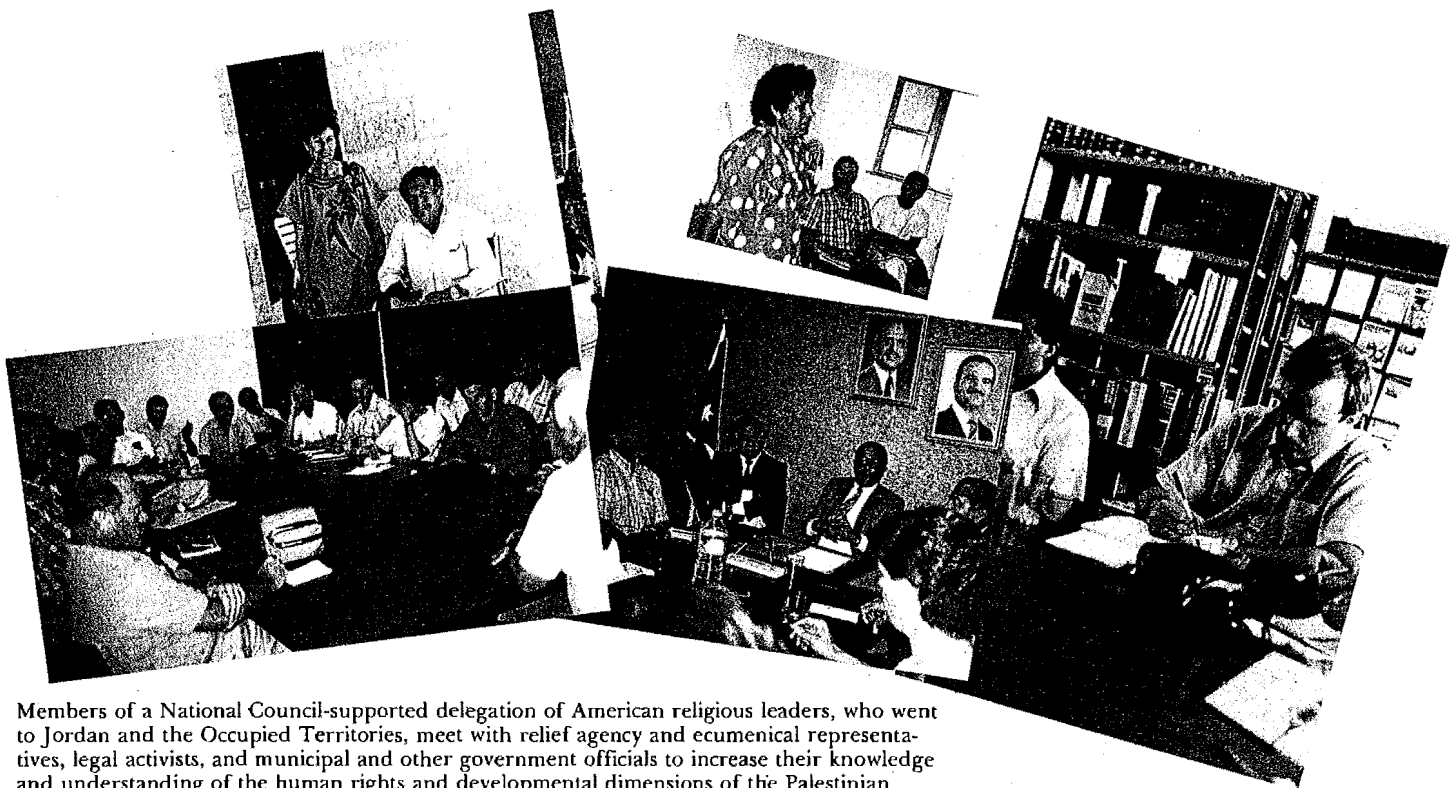 Members of a National Council-supported delegation of American religious leaders, who went
to Jordan and the Occupied Territories, meet with relief agency and ecumenical representa-
tives, legal activists, and municipal and other government officials to increase their knowledge
and understanding of the human rights and developmental dimensions of the Palestinian